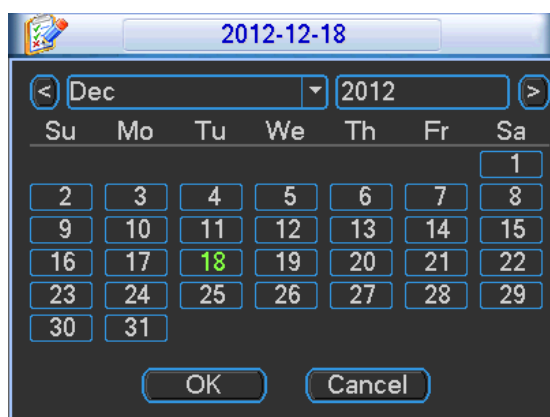 2012-12-18
< Dec 2012 >
Su Mo Tu We Th Fr Sa
1
2 3 4 5 6 7 8
9 10 11 12 13 14 15
16 17 18 19 20 21 22
23 24 25 26 27 28 29
30 31
OK Cancel